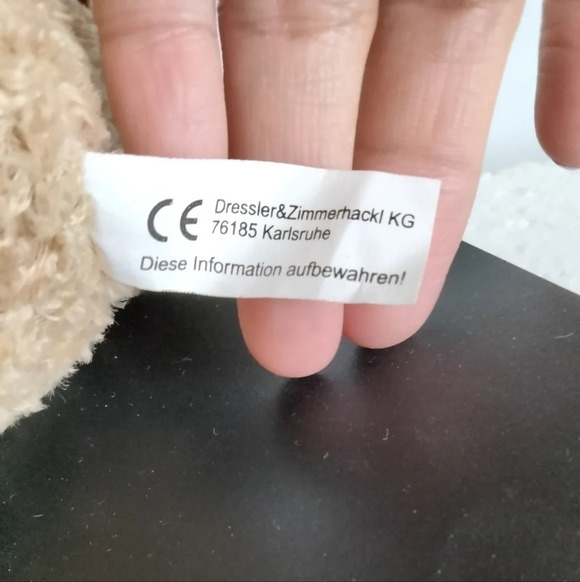 CE Dressler&Zimmerhackl KG
76185 Karlsruhe
Diese Information aufbewahren!